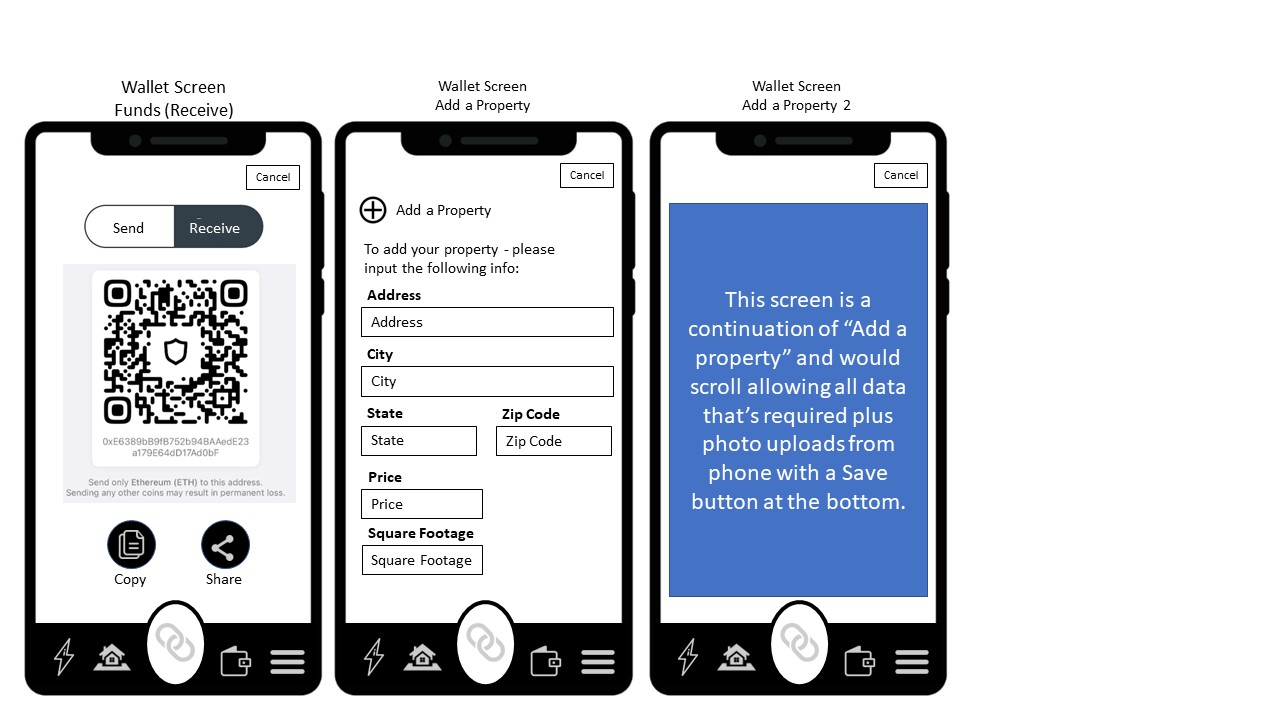 Wallet Screen
Funds (Receive)
Cancel
Send
Receive
0xE6389bB9fB752b94BAAedE23
a179E64dD17Ad0bF
Send only Ethereum (ETH) to this address.
Sending any other coins may result in permanent loss.
Copy
Share
Wallet Screen
Add a Property
Cancel
Add a Property
To add your property - please
input the following info:
Address
Address
City
City
State
Zip Code
State
Zip Code
Price
Price
Square Footage
Square Footage
Wallet Screen
Add a Property 2
Cancel
This screen is a
continuation of “Add a
property” and would
scroll allowing all data
that’s required plus
photo uploads from
phone with a Save
button at the bottom.